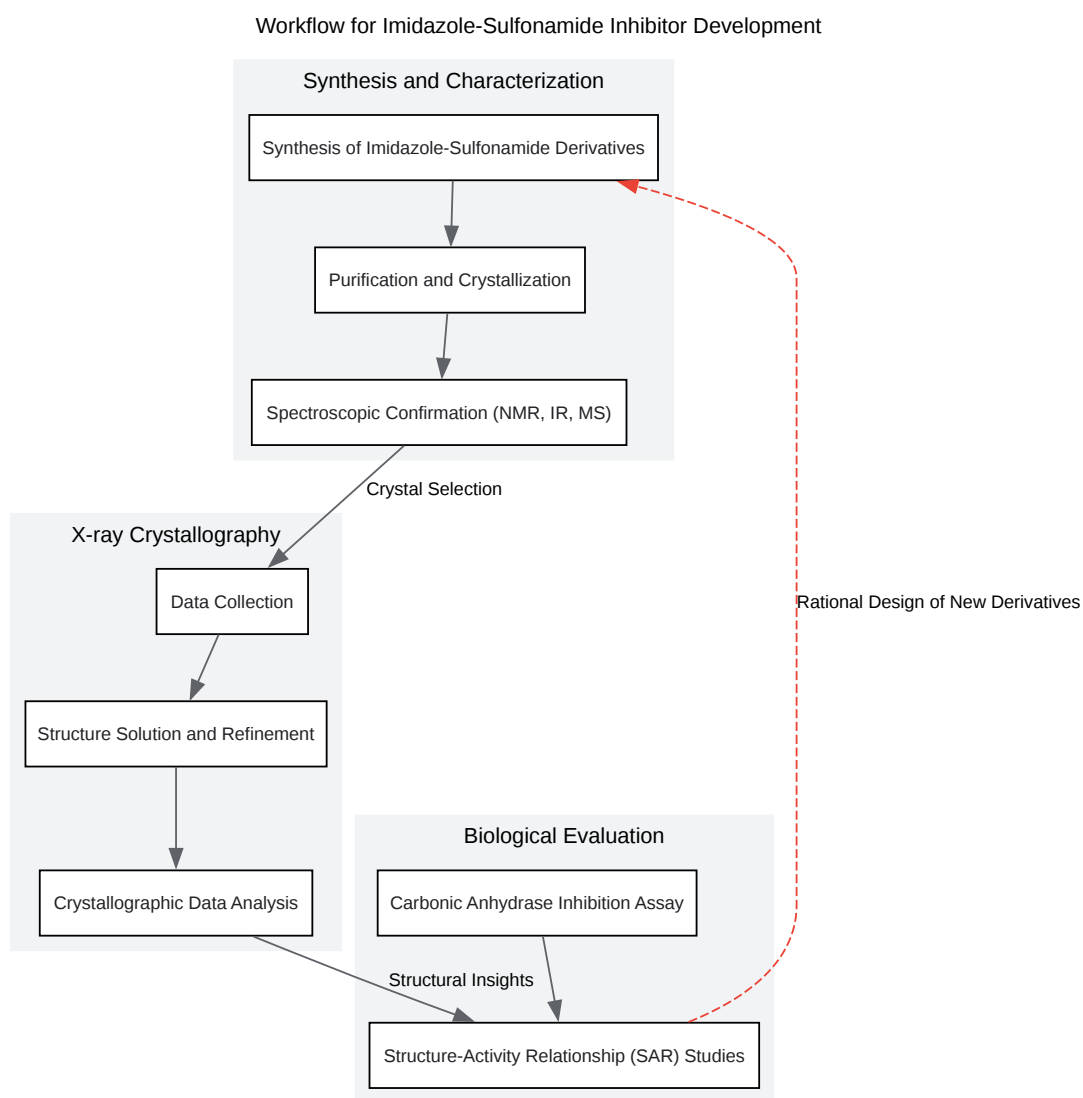 Workflow for Imidazole-Sulfonamide Inhibitor Development
Synthesis and Characterization
Synthesis of Imidazole-Sulfonamide Derivatives
Purification and Crystallization
Spectroscopic Confirmation (NMR, IR, MS)
Crystal Selection
X-ray Crystallography
Data Collection
Rational Design of New Derivatives
Structure Solution and Refinement
Biological Evaluation
Crystallographic Data Analysis
Carbonic Anhydrase Inhibition Assay
Structural Insights
Structure-Activity Relationship (SAR) Studies